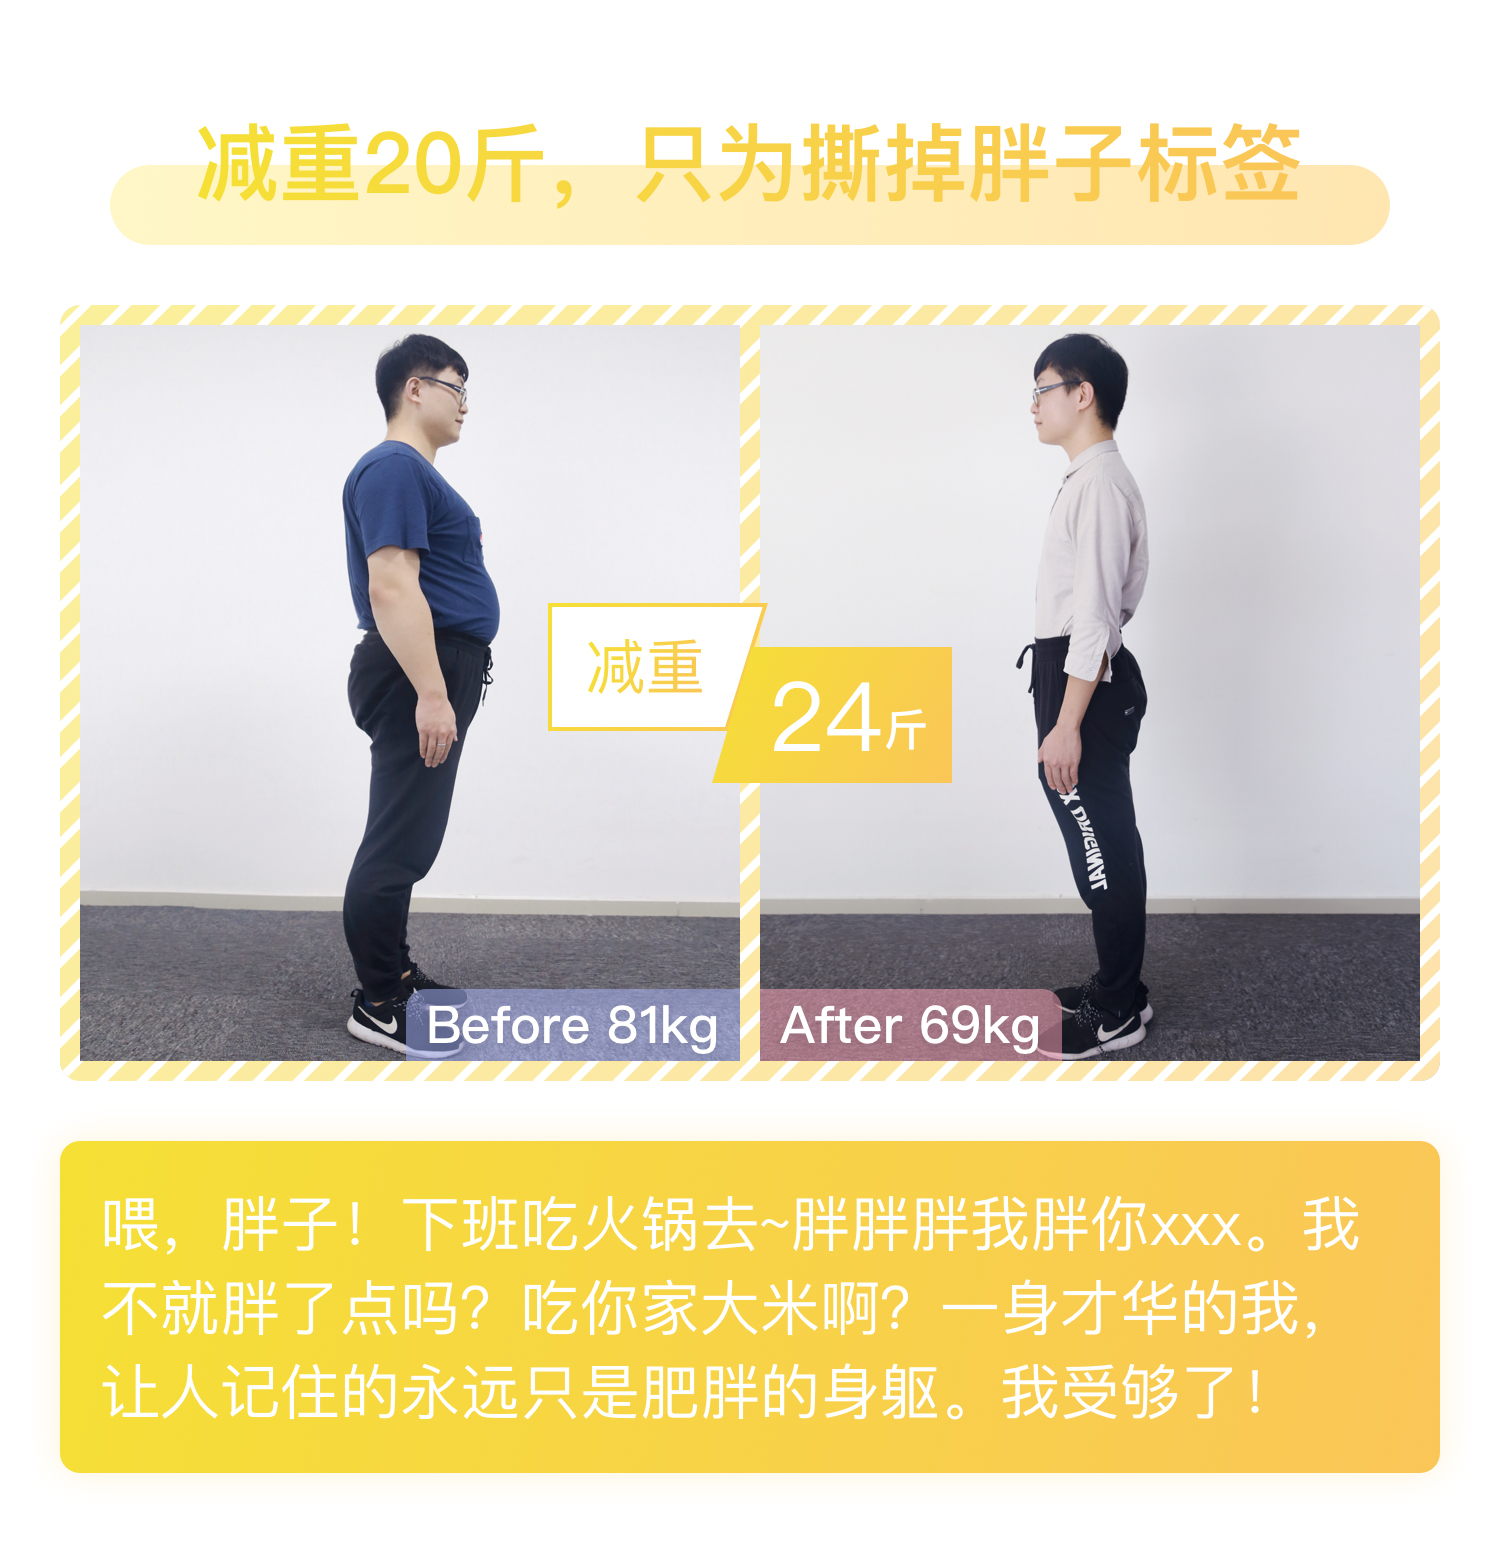 减重20斤，只为撕掉胖子标签
减重
24斤
Before 81kg
After 69kg
喂，胖子！下班吃火锅去~胖胖胖我胖你xxx。我
不就胖了点吗？吃你家大米啊？一身才华的我，
让人记住的永远只是肥胖的身躯。我受够了！